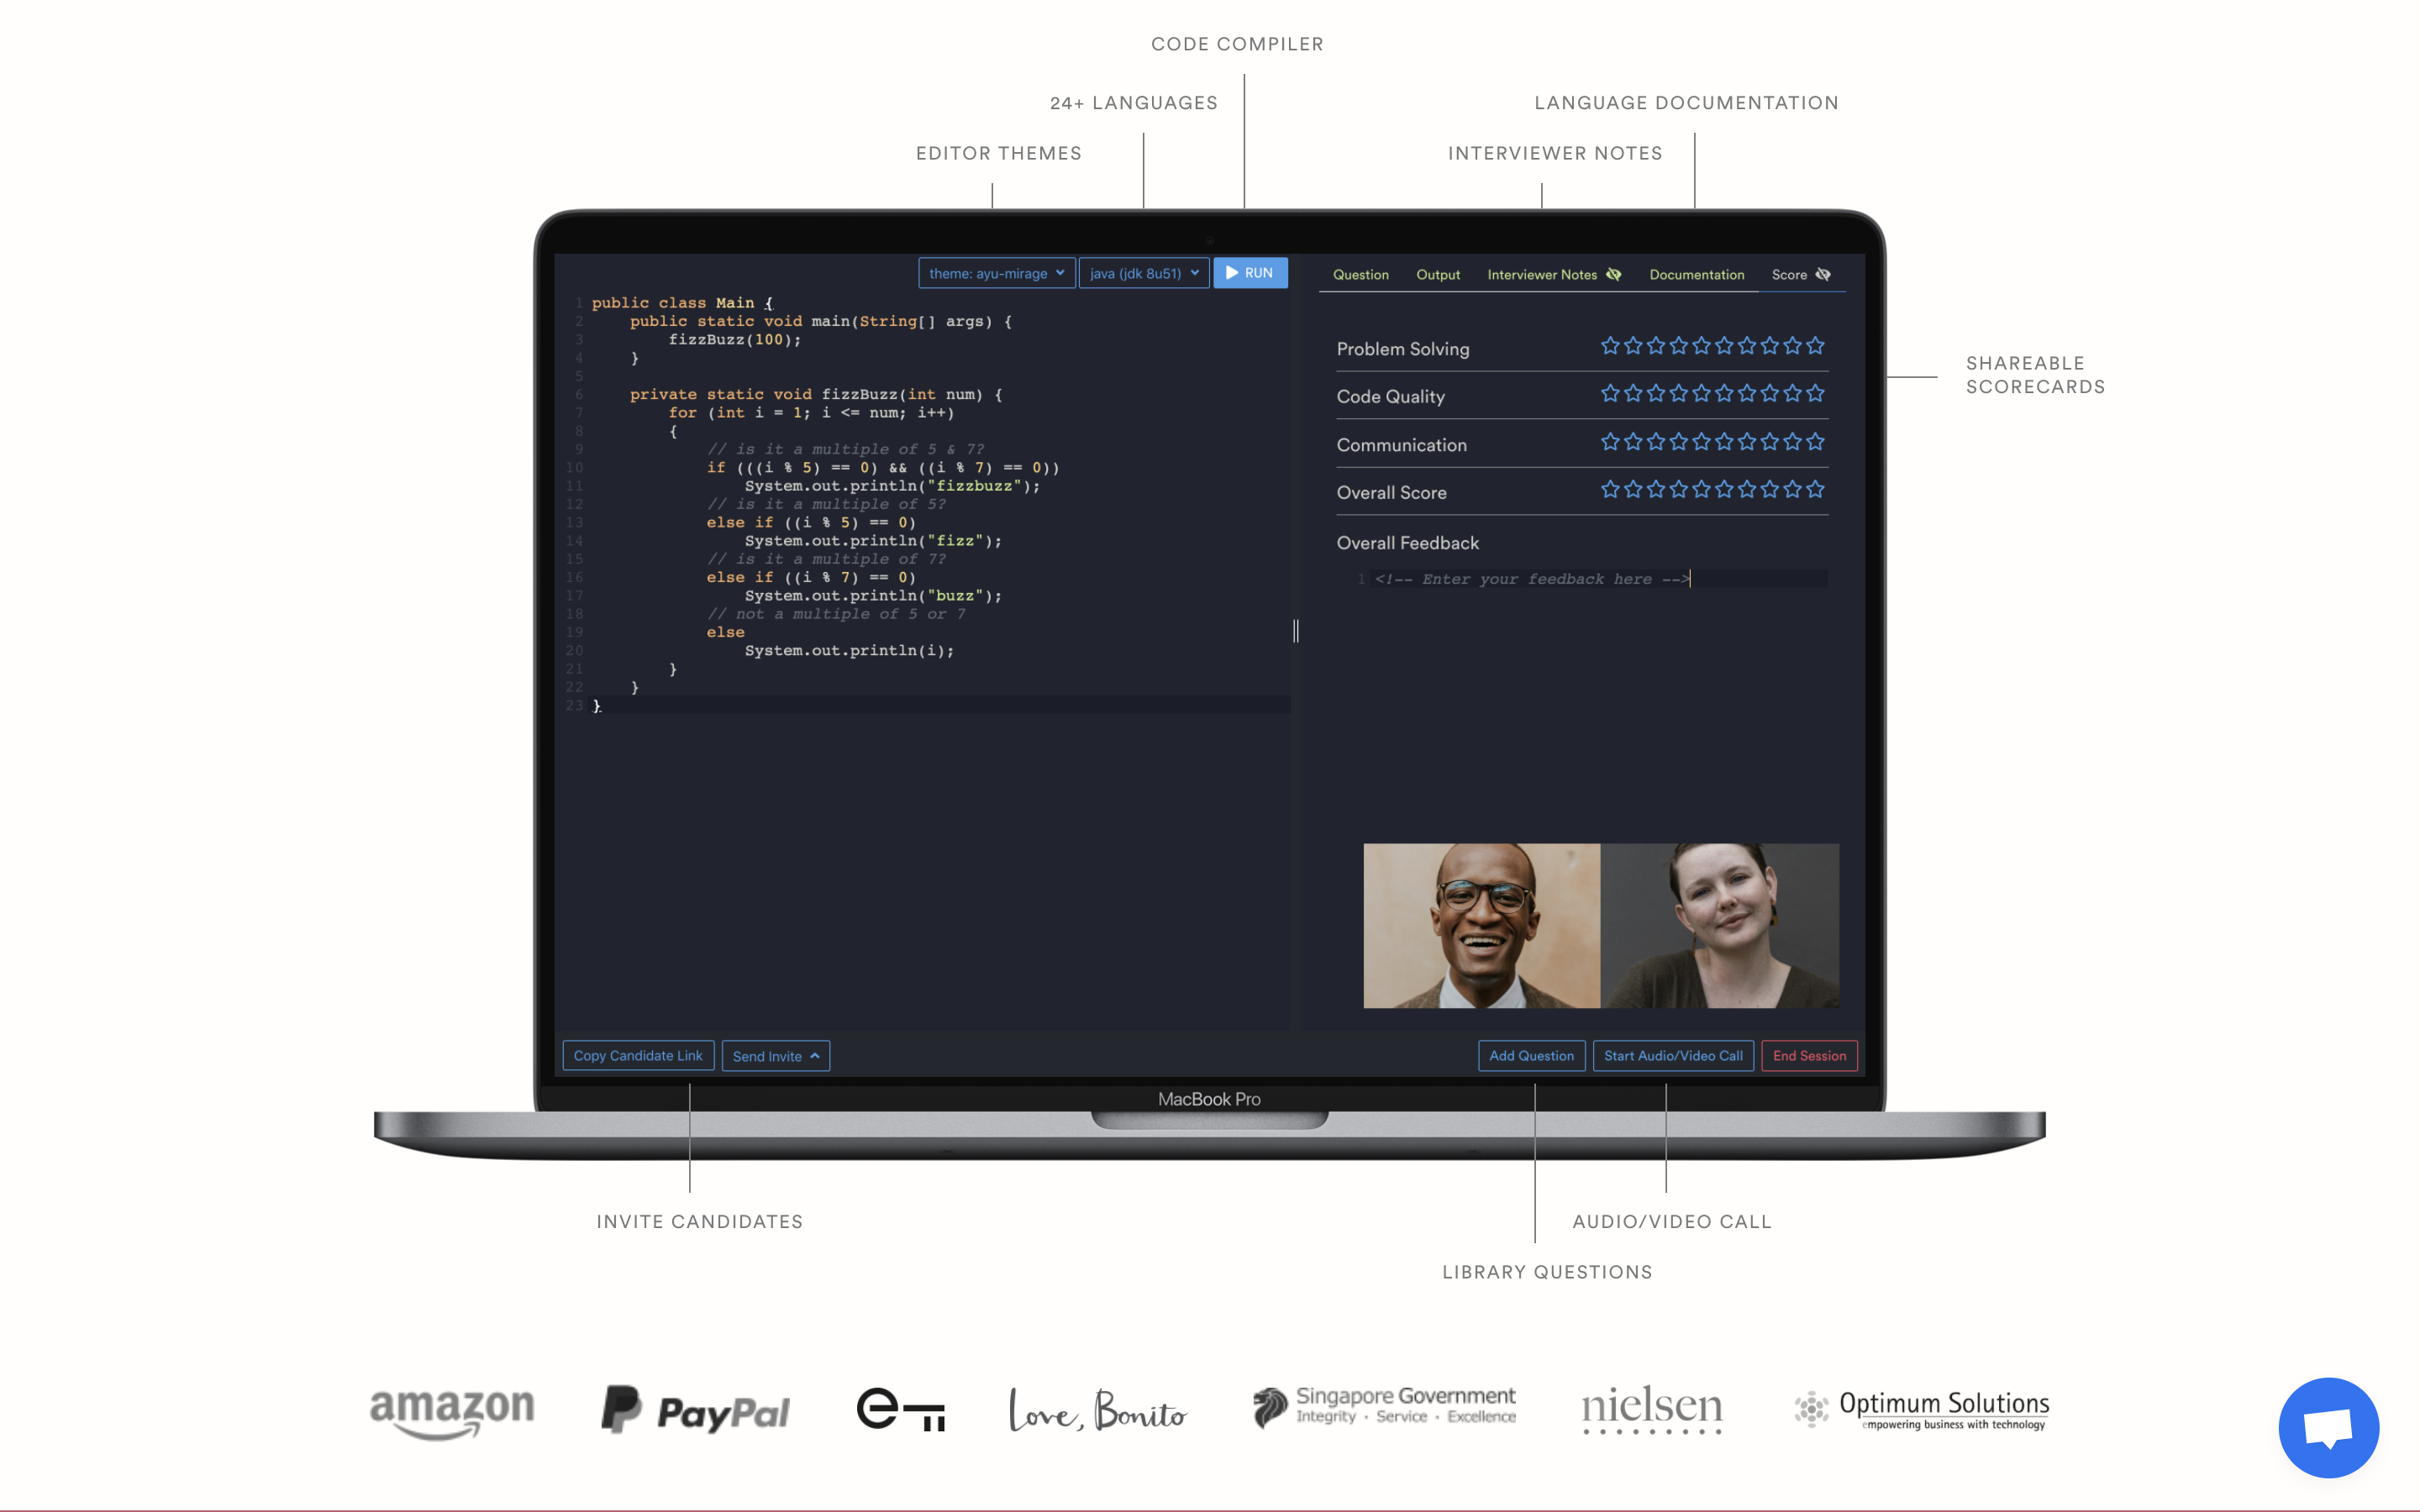 CODE COMPILER
24+ LANGUAGES
LANGUAGE DOCUMENTATION
EDITOR THEMES
INTERVIEWER NOTES
theme: ayu-mirage
java (jdk 8u51)
RUN
1 public class Main {
2     public static void main(String[] args) {
3         fizzBuzz(100);
4     }
5
6     private static void fizzBuzz(int num) {
7         for (int i = 1; i <= num; i++)
8         {
9             // is it a multiple of 5 & 7?
10             if (((i % 5) == 0) && ((i % 7) == 0))
11                 System.out.println("fizzbuzz");
12             // is it a multiple of 5?
13             else if ((i % 5) == 0)
14                 System.out.println("fizz");
15             // is it a multiple of 7?
16             else if ((i % 7) == 0)
17                 System.out.println("buzz");
18             // not a multiple of 5 or 7
19             else
20                 System.out.println(i);
21         }
22     }
23 }
Question Output Interviewer Notes Documentation Score
Problem Solving
Code Quality
Communication
Overall Score
Overall Feedback
1 <!-- Enter your feedback here -->
SHAREABLE
SCORECARDS
Copy Candidate Link
Send Invite
Add Question
Start Audio/Video Call
End Session
MacBook Pro
INVITE CANDIDATES
AUDIO/VIDEO CALL
LIBRARY QUESTIONS
amazon
PayPal
Love, Bonito
Singapore Government
Integrity · Service · Excellence
nielsen
Optimum Solutions
empowering business with technology